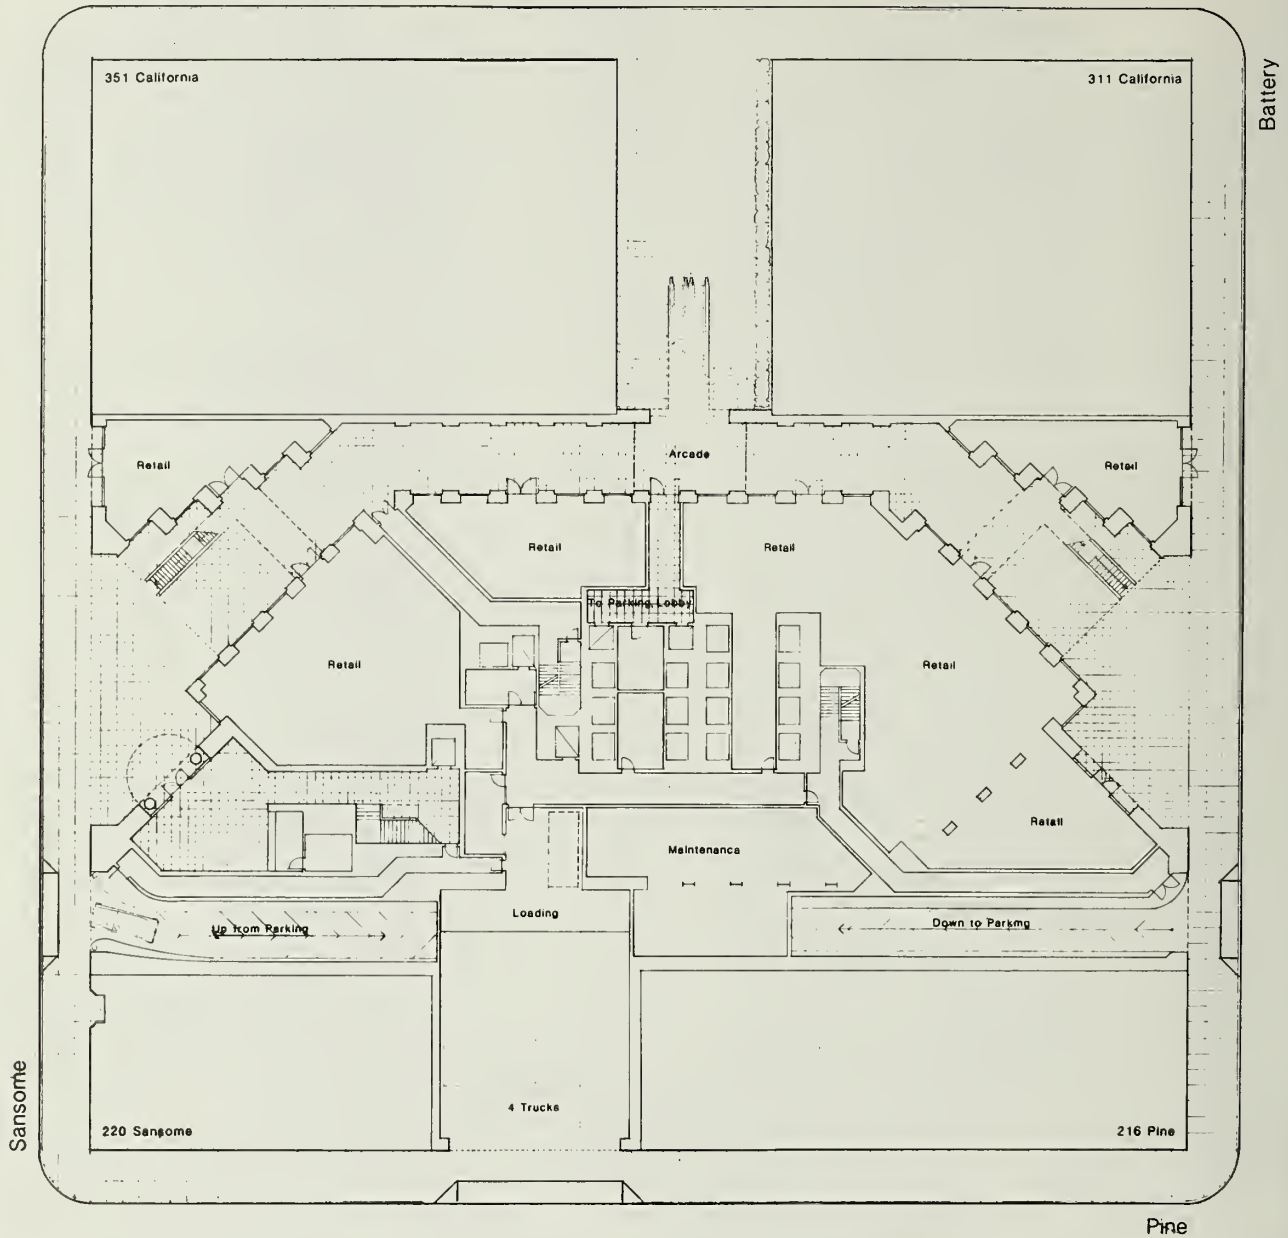 351 California
311 California
Battery
Retail
Arcade
Retail
Retail
Retail
To Parking Lobby
Retail
Retail
Retail
Maintenance
Loading
Up from Parking
Down to Parking
Sansome
4 Trucks
220 Sansome
216 Pine
Pine